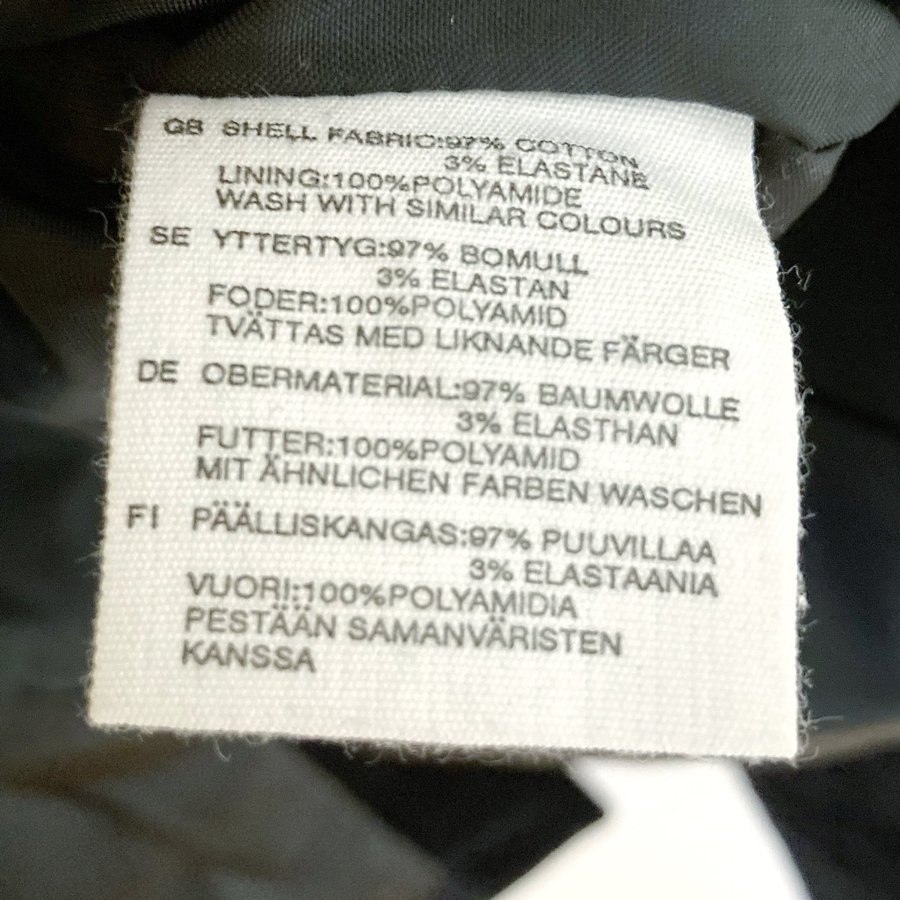 GB SHELL FABRIC:97% COTTON
3% ELASTANE
LINING:100%POLYAMIDE
WASH WITH SIMILAR COLOURS
SE YTTERTYG:97% BOMULL
3% ELASTAN
FODER:100%POLYAMID
TVÄTTAS MED LIKNANDE FÄRGER
DE OBERMATERIAL:97% BAUMWOLLE
3% ELASTHAN
FUTTER:100%POLYAMID
MIT ÄHNLICHEN FARBEN WASCHEN
FI PÄÄLLISKANGAS:97% PUUVILLAA
3% ELASTAANIA
VUORI:100%POLYAMIDIA
PESTÄÄN SAMANVÄRISTEN
KANSSA